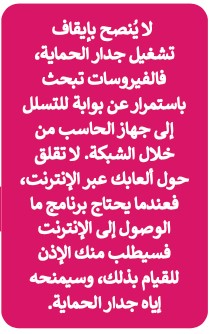 لا يُنصح بإيقاف
تشغيل جدار الحماية،
فالفيروسات تبحث
باستمرار عن بوابة للتسلل
إلى جهاز الحاسب من
خلال الشبكة. لا تقلق
حول ألعابك عبر الإنترنت،
فعندما يحتاج برنامج ما
الوصول إلى الإنترنت
فسيطلب منك الإذن
للقيام بذلك، وسيمنحه
إياه جدار الحماية.